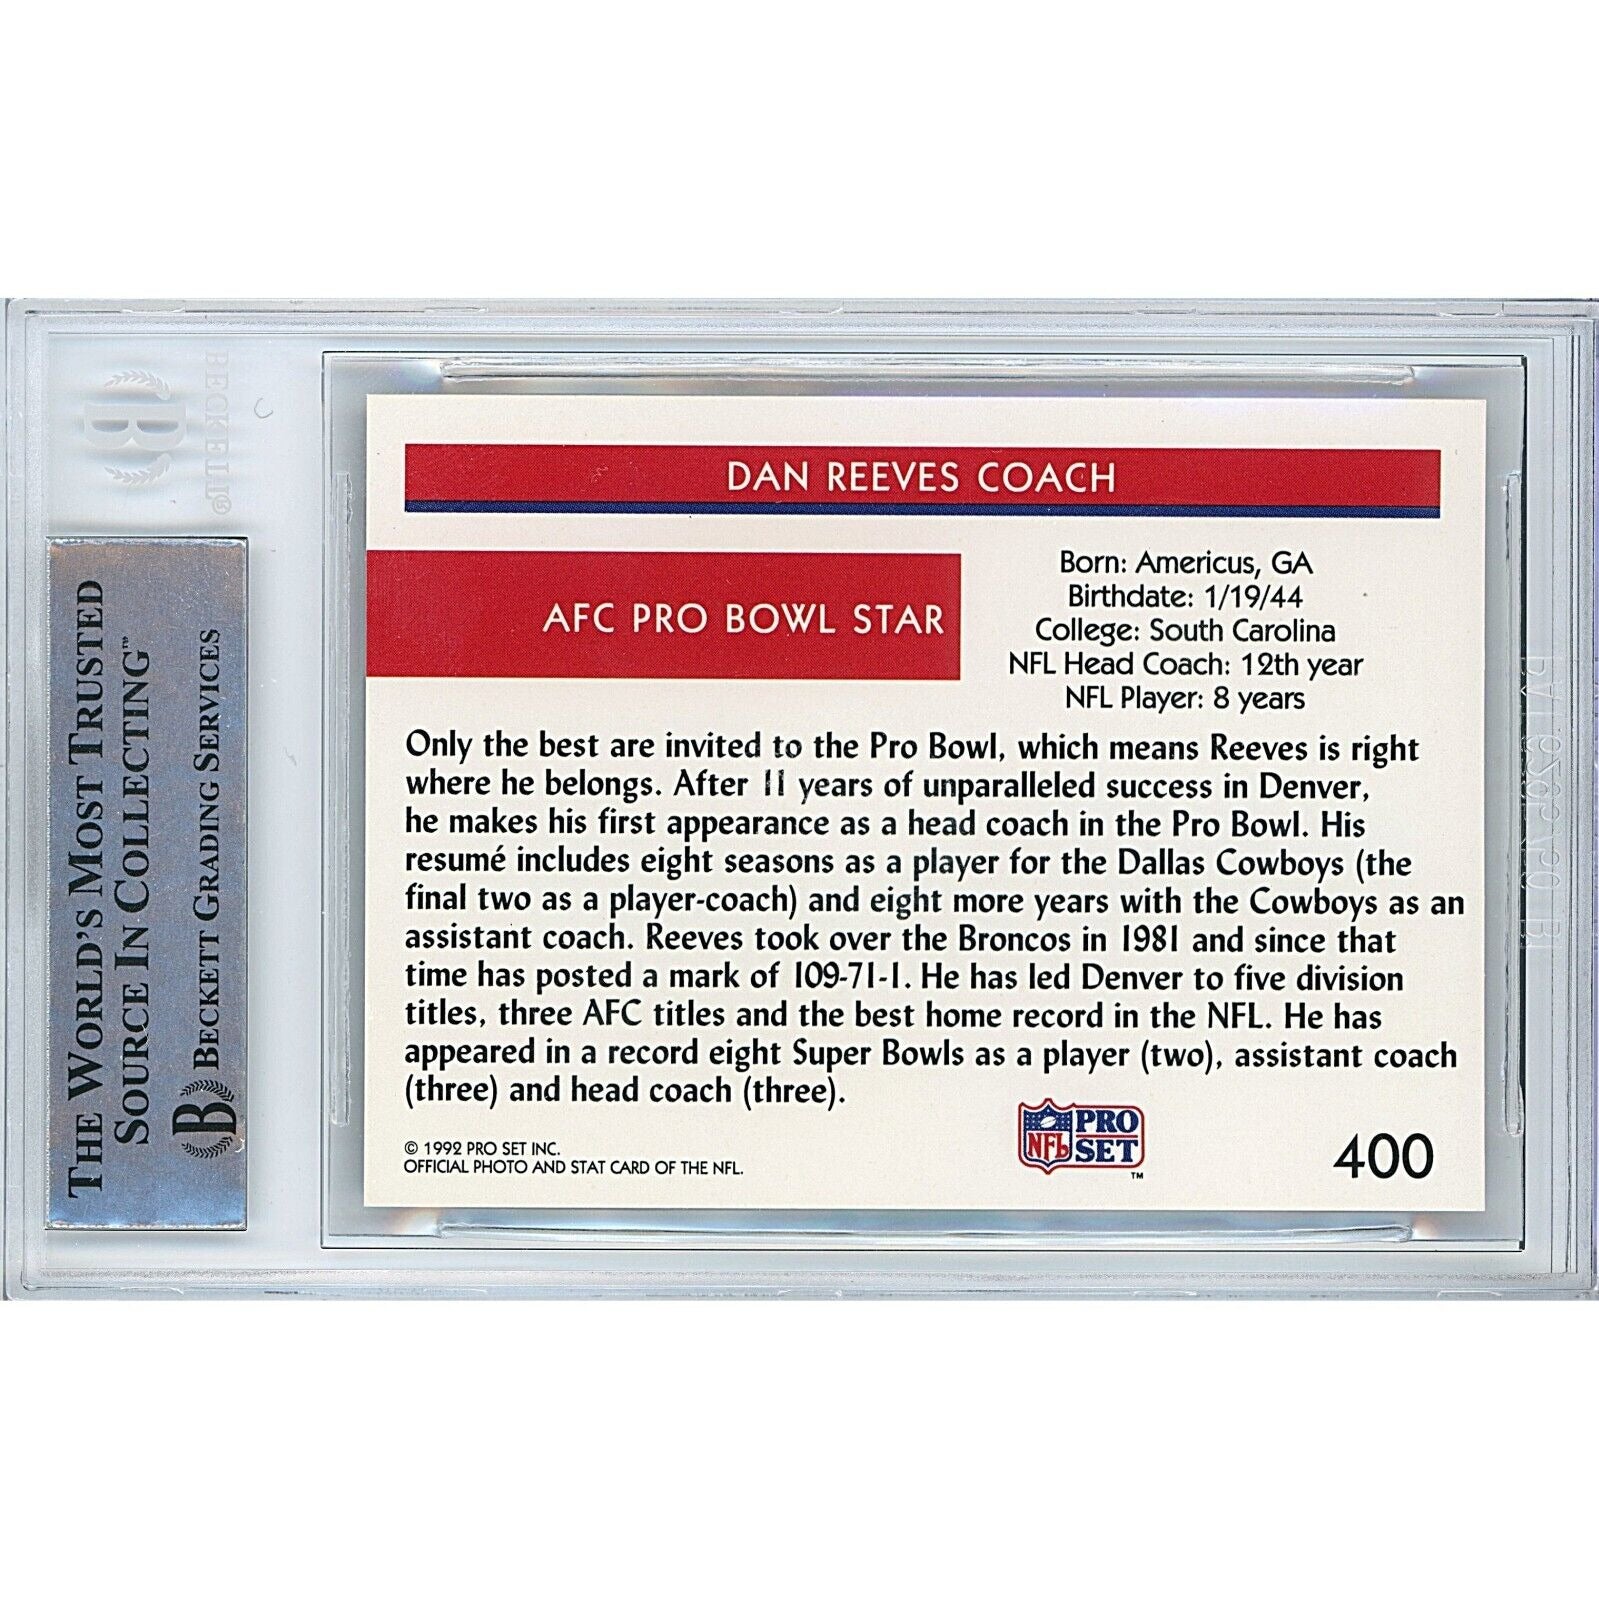 BECKETT®
THE WORLD'S MOST TRUSTED
SOURCE IN COLLECTING™
BECKETT GRADING SERVICES
B
DAN REEVES COACH
AFC PRO BOWL STAR
Born: Americus, GA
Birthdate: 1/19/44
College: South Carolina
NFL Head Coach: 12th year
NFL Player: 8 years
Only the best are invited to the Pro Bowl, which means Reeves is right
where he belongs. After 11 years of unparalleled success in Denver,
he makes his first appearance as a head coach in the Pro Bowl. His
resumé includes eight seasons as a player for the Dallas Cowboys (the
final two as a player-coach) and eight more years with the Cowboys as an
assistant coach. Reeves took over the Broncos in 1981 and since that
time has posted a mark of 109-71-1. He has led Denver to five division
titles, three AFC titles and the best home record in the NFL. He has
appeared in a record eight Super Bowls as a player (two), assistant coach
(three) and head coach (three).
© 1992 PRO SET INC.
OFFICIAL PHOTO AND STAT CARD OF THE NFL.
NFL PRO SET ™
400